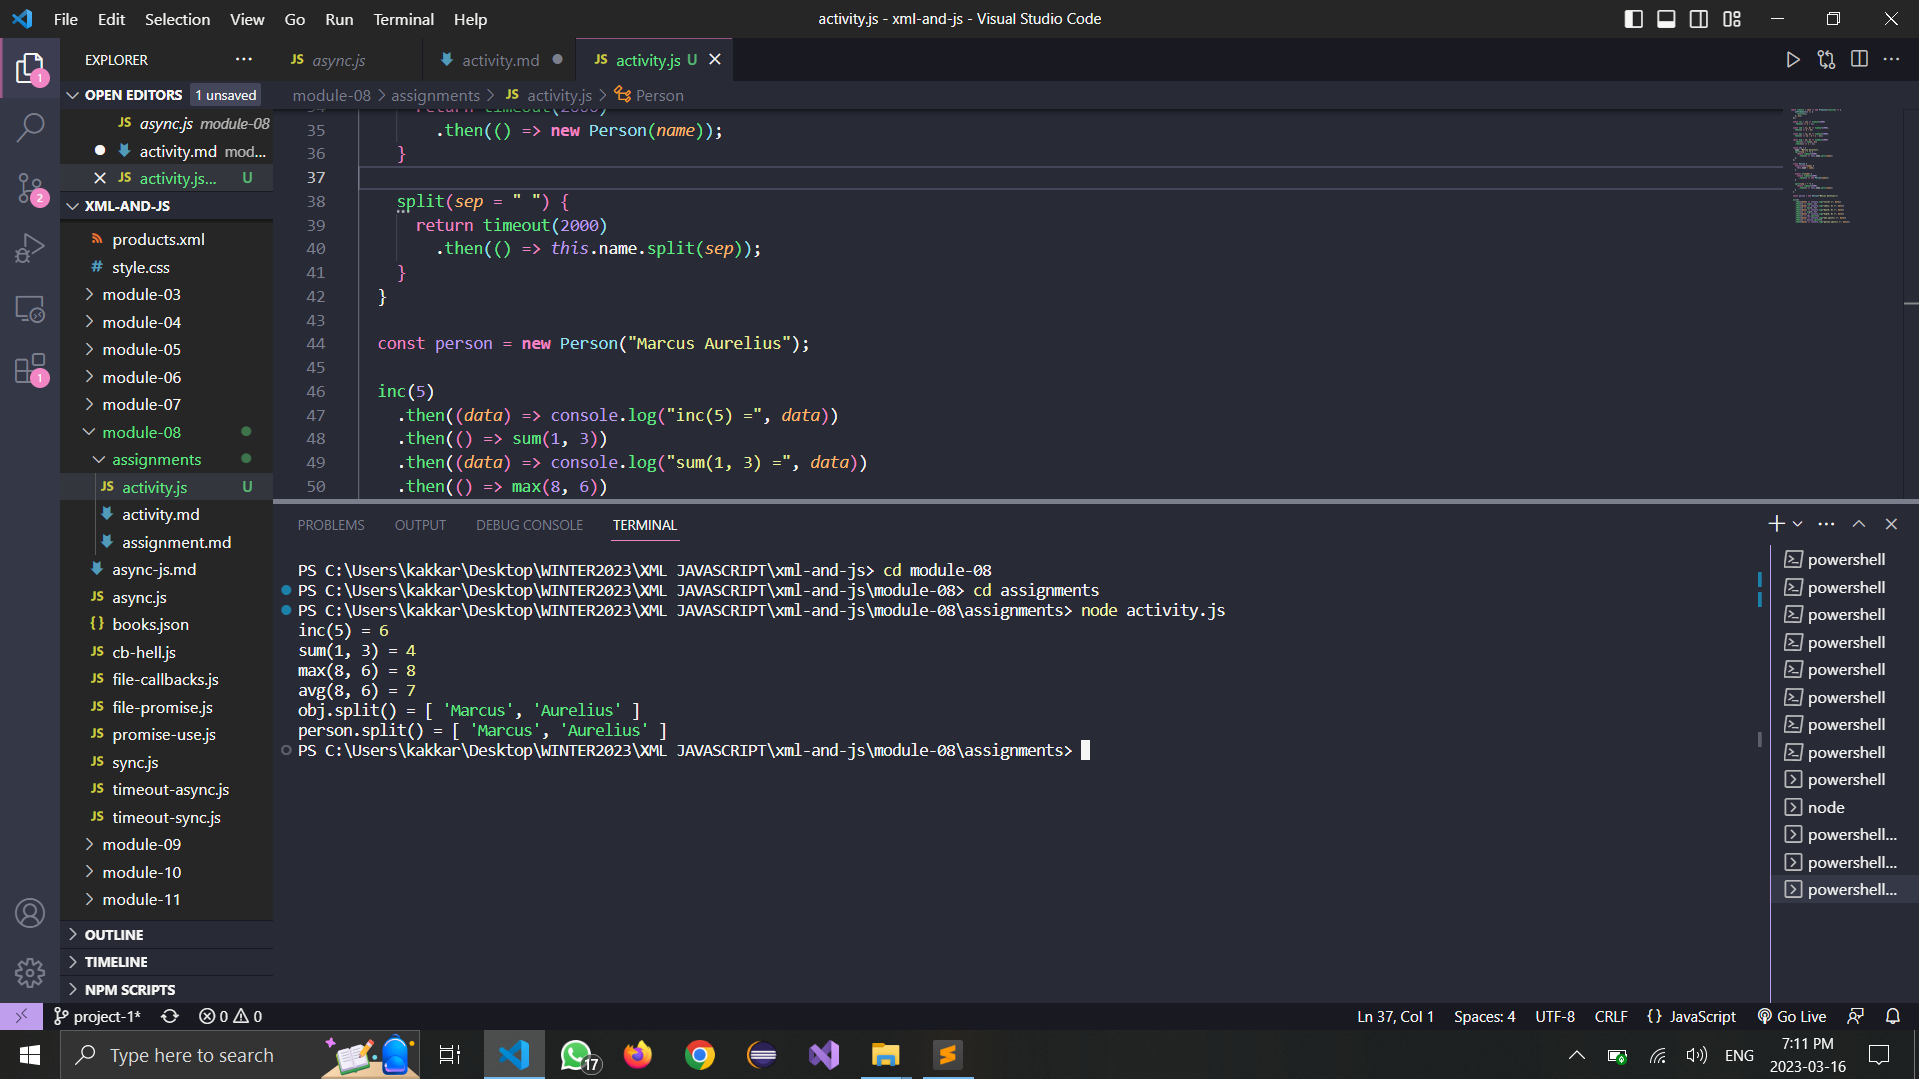 File Edit Selection View Go Run Terminal Help
activity.js - xml-and-js - Visual Studio Code
EXPLORER
JS async.js
activity.md
JS activity.js U
OPEN EDITORS 1 unsaved
JS async.js module-08
activity.md mod...
JS activity.js... U
XML-AND-JS
products.xml
# style.css
module-03
module-04
module-05
module-06
module-07
module-08
assignments
JS activity.js U
activity.md
assignment.md
async-js.md
JS async.js
{} books.json
JS cb-hell.js
JS file-callbacks.js
JS file-promise.js
JS promise-use.js
JS sync.js
JS timeout-async.js
JS timeout-sync.js
module-09
module-10
module-11
OUTLINE
TIMELINE
NPM SCRIPTS
1
2
1
module-08 > assignments > JS activity.js > Person
34 return timeout(2000)
35 .then(() => new Person(name));
36 }
37
38 split(sep = " ") {
39 return timeout(2000)
40 .then(() => this.name.split(sep));
41 }
42 }
43
44 const person = new Person("Marcus Aurelius");
45
46 inc(5)
47 .then((data) => console.log("inc(5) =", data))
48 .then(() => sum(1, 3))
49 .then((data) => console.log("sum(1, 3) =", data))
50 .then(() => max(8, 6))
PROBLEMS OUTPUT DEBUG CONSOLE TERMINAL
PS C:\Users\kakkar\Desktop\WINTER2023\XML JAVASCRIPT\xml-and-js> cd module-08
PS C:\Users\kakkar\Desktop\WINTER2023\XML JAVASCRIPT\xml-and-js\module-08> cd assignments
PS C:\Users\kakkar\Desktop\WINTER2023\XML JAVASCRIPT\xml-and-js\module-08\assignments> node activity.js
inc(5) = 6
sum(1, 3) = 4
max(8, 6) = 8
avg(8, 6) = 7
obj.split() = [ 'Marcus', 'Aurelius' ]
person.split() = [ 'Marcus', 'Aurelius' ]
PS C:\Users\kakkar\Desktop\WINTER2023\XML JAVASCRIPT\xml-and-js\module-08\assignments>
powershell
powershell
powershell
powershell
powershell
powershell
powershell
powershell
powershell
node
powershell...
powershell...
powershell...
project-1* 0 0
Ln 37, Col 1 Spaces: 4 UTF-8 CRLF {} JavaScript Go Live
Type here to search
17
ENG
7:11 PM
2023-03-16